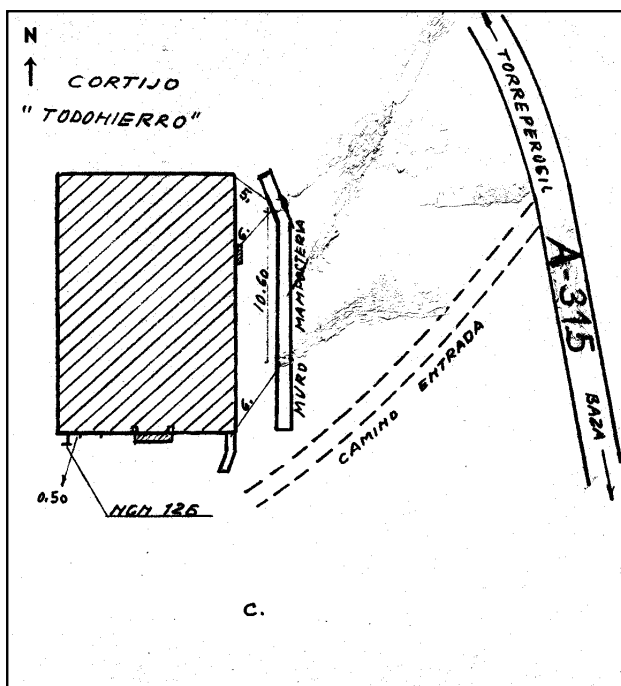 N
CORTIJO
"TODOHIERRO"
TORREPEROGIL
5.
6.
10.60
MURO MAMPOSTERIA
A-315
6.
CAMINO ENTRADA
BAZA
0.50
NGM 126
C.